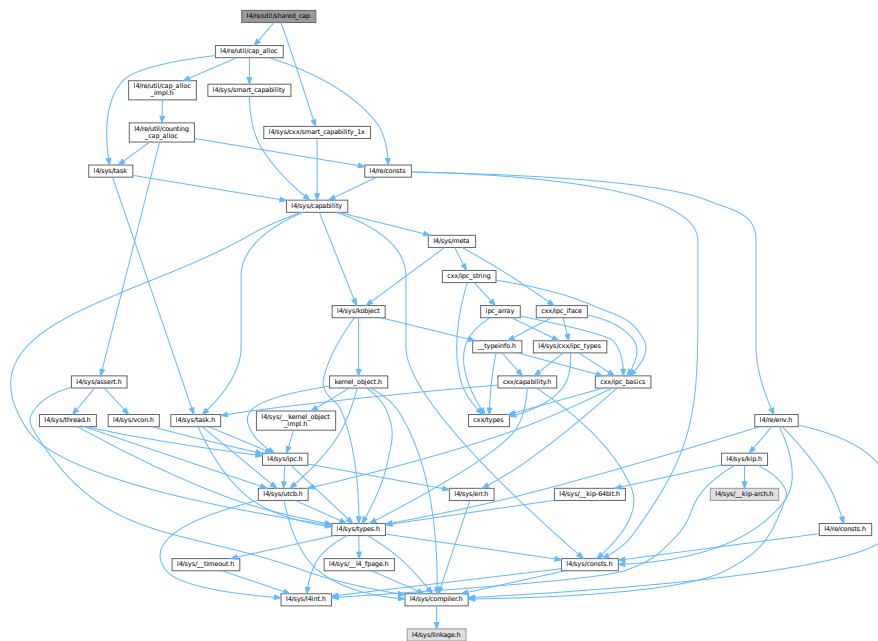 l4/re/util/shared_cap
l4/re/util/cap_alloc
l4/re/util/cap_alloc
_impl.h
l4/sys/smart_capability
l4/re/util/counting
_cap_alloc
l4/sys/cxx/smart_capability_1x
l4/sys/task
l4/re/consts
l4/sys/capability
l4/sys/meta
cxx/ipc_string
l4/sys/kobject
ipc_array
cxx/ipc_iface
__typeinfo.h
l4/sys/cxx/ipc_types
l4/sys/assert.h
kernel_object.h
cxx/capability.h
cxx/ipc_basics
l4/sys/thread.h
l4/sys/vcon.h
l4/sys/task.h
l4/sys/__kernel_object
_impl.h
cxx/types
l4/re/env.h
l4/sys/ipc.h
l4/sys/kip.h
l4/sys/utcb.h
l4/sys/err.h
l4/sys/__kip-64bit.h
l4/sys/__kip-arch.h
l4/sys/types.h
l4/re/consts.h
l4/sys/__timeout.h
l4/sys/__l4_fpage.h
l4/sys/consts.h
l4/sys/l4int.h
l4/sys/compiler.h
l4/sys/linkage.h